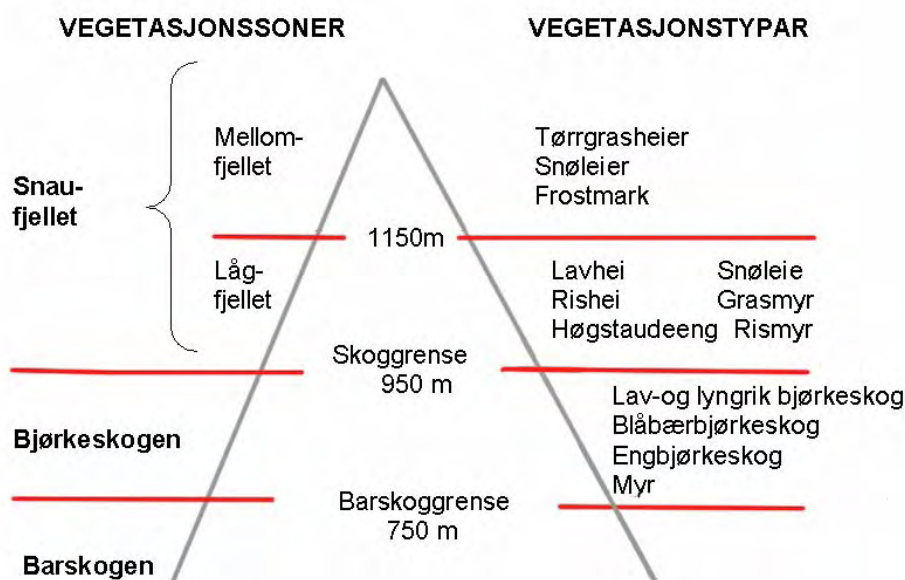 VEGETASJONSSONER
VEGETASJONSTYPAR
Snau-
fjellet
Mellom-
fjellet
Tørrgrasheier
Snøleier
Frostmark
1150m
Låg-
fjellet
Lavhei Snøleie
Rishei Grasmyr
Høgstaudeeng Rismyr
Skoggrense
950 m
Bjørkeskogen
Lav-og lyngrik bjørkeskog
Blåbærbjørkeskog
Engbjørkeskog
Myr
Barskoggrense
750 m
Barskogen